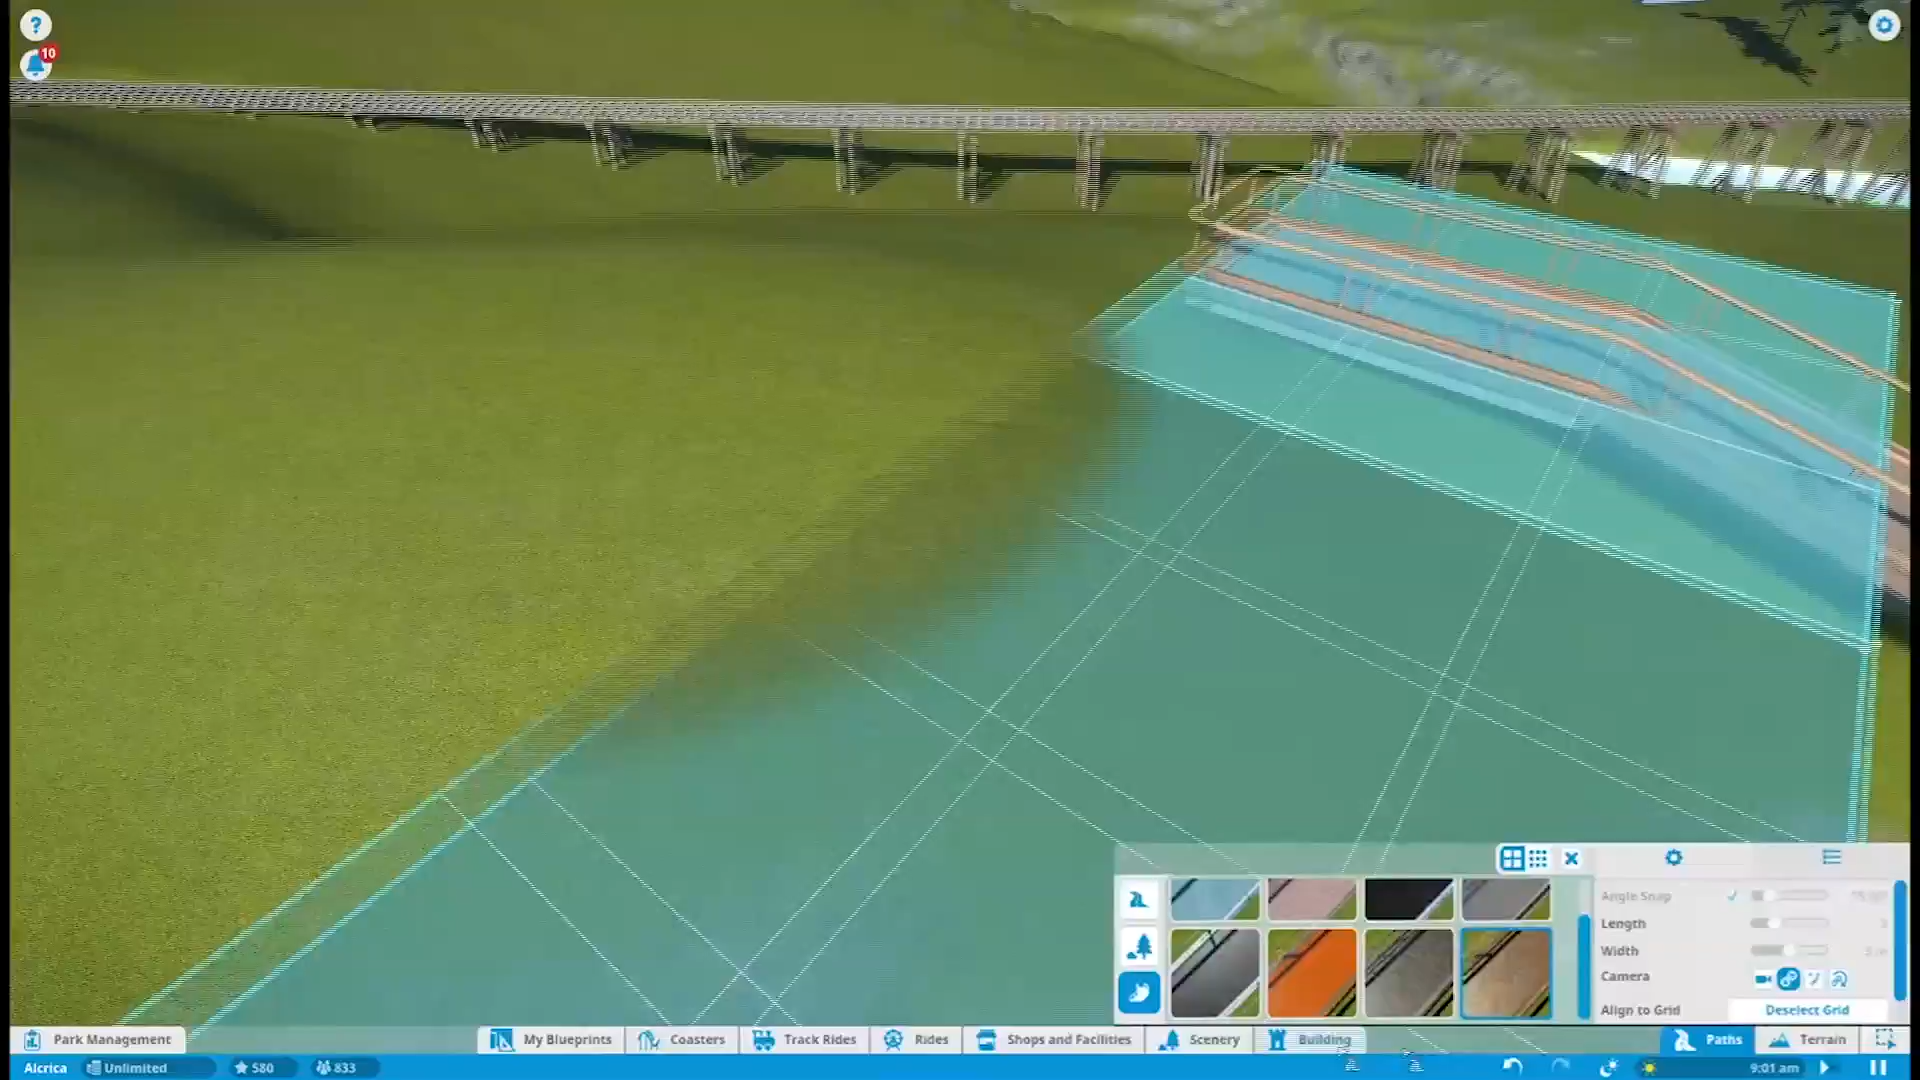 ?
10
Angle Snap
Length
Width
Camera
Align to Grid
Deselect Grid
Park Management
My Blueprints
Coasters
Track Rides
Rides
Shops and Facilities
Scenery
Building
Paths
Terrain
Alcrica
Unlimited
580
833
9:01 am